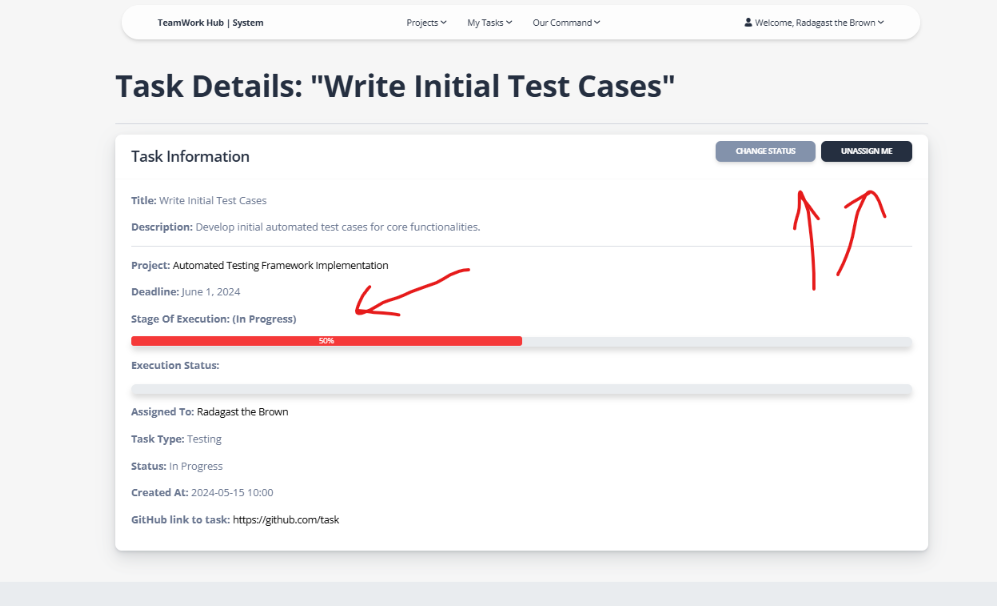 TeamWork Hub | System Projects My Tasks Our Command Welcome, Radagast the Brown
Task Details: "Write Initial Test Cases"
Task Information CHANGE STATUS UNASSIGN ME
Title: Write Initial Test Cases
Description: Develop initial automated test cases for core functionalities.
Project: Automated Testing Framework Implementation
Deadline: June 1, 2024
Stage Of Execution: (In Progress)
50%
Execution Status:
Assigned To: Radagast the Brown
Task Type: Testing
Status: In Progress
Created At: 2024-05-15 10:00
GitHub link to task: https://github.com/task